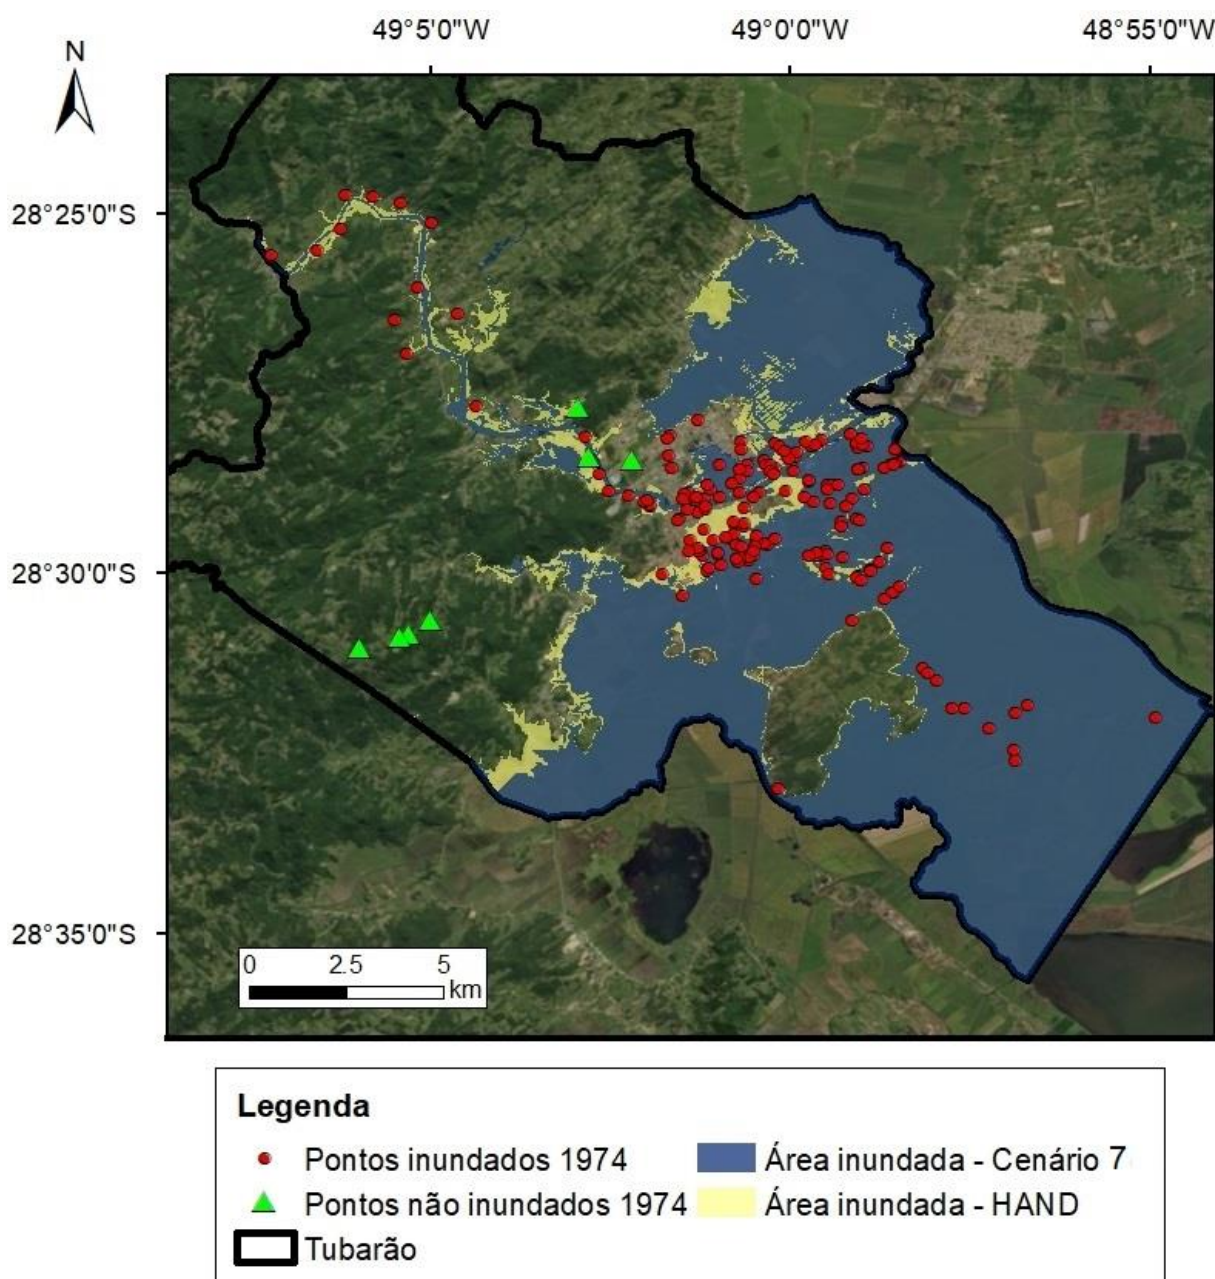 49°5'0"W 49°0'0"W 48°55'0"W
N
28°25'0"S
28°30'0"S
28°35'0"S
0 2.5 5
km
Legenda
Pontos inundados 1974 Área inundada - Cenário 7
Pontos não inundados 1974 Área inundada - HAND
Tubarão